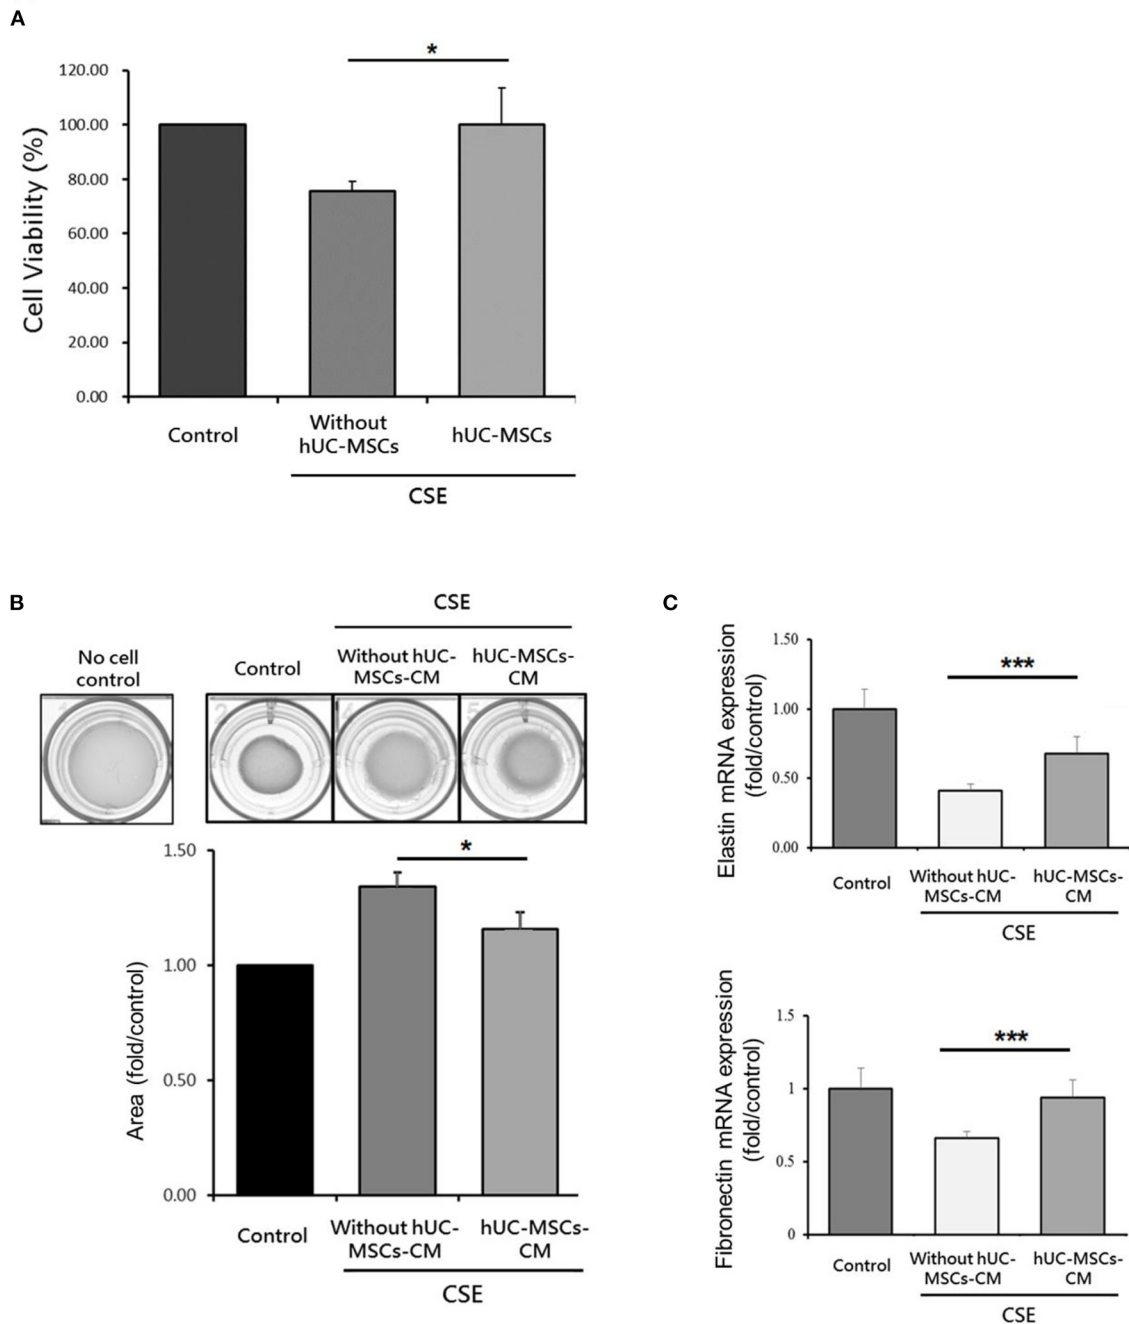 A
*
120.00
100.00
80.00
60.00
40.00
20.00
0.00
Cell Viability (%)
Control
Without
hUC-MSCs
hUC-MSCs
CSE
B
CSE
No cell
control
Control
Without hUC-
MSCs-CM
hUC-MSCs-
CM
2
4
5
*
1.50
1.00
0.50
0.00
Area (fold/control)
Control
Without hUC-
MSCs-CM
hUC-MSCs-
CM
CSE
C
***
1.50
1.00
0.50
0.00
Elastin mRNA expression
(fold/control)
Control
Without hUC-
MSCs-CM
hUC-MSCs-
CM
CSE
***
1.5
1
0.5
0
Fibronectin mRNA expression
(fold/control)
Control
Without hUC-
MSCs-CM
hUC-MSCs-
CM
CSE